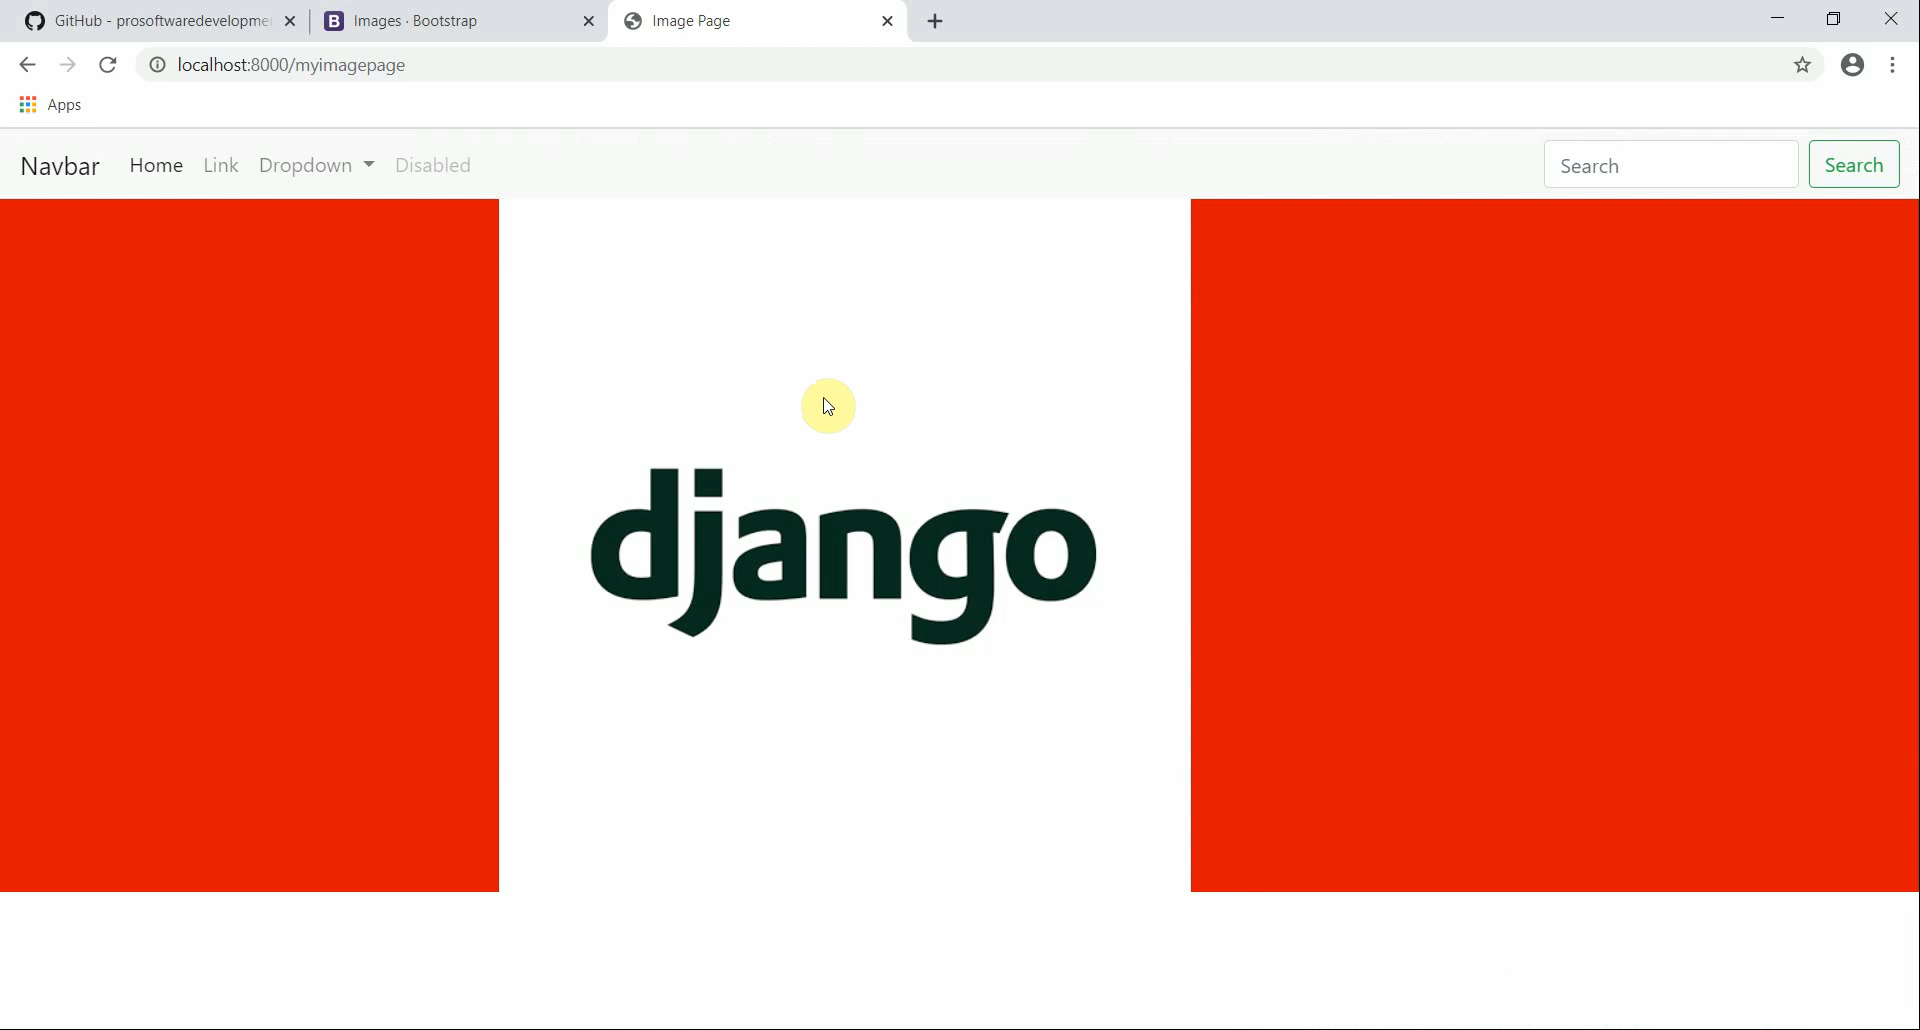 GitHub - prosoftwaredevelopme
Images · Bootstrap
Image Page
localhost:8000/myimagepage
Apps
Navbar
Home
Link
Dropdown
Disabled
Search
Search
django